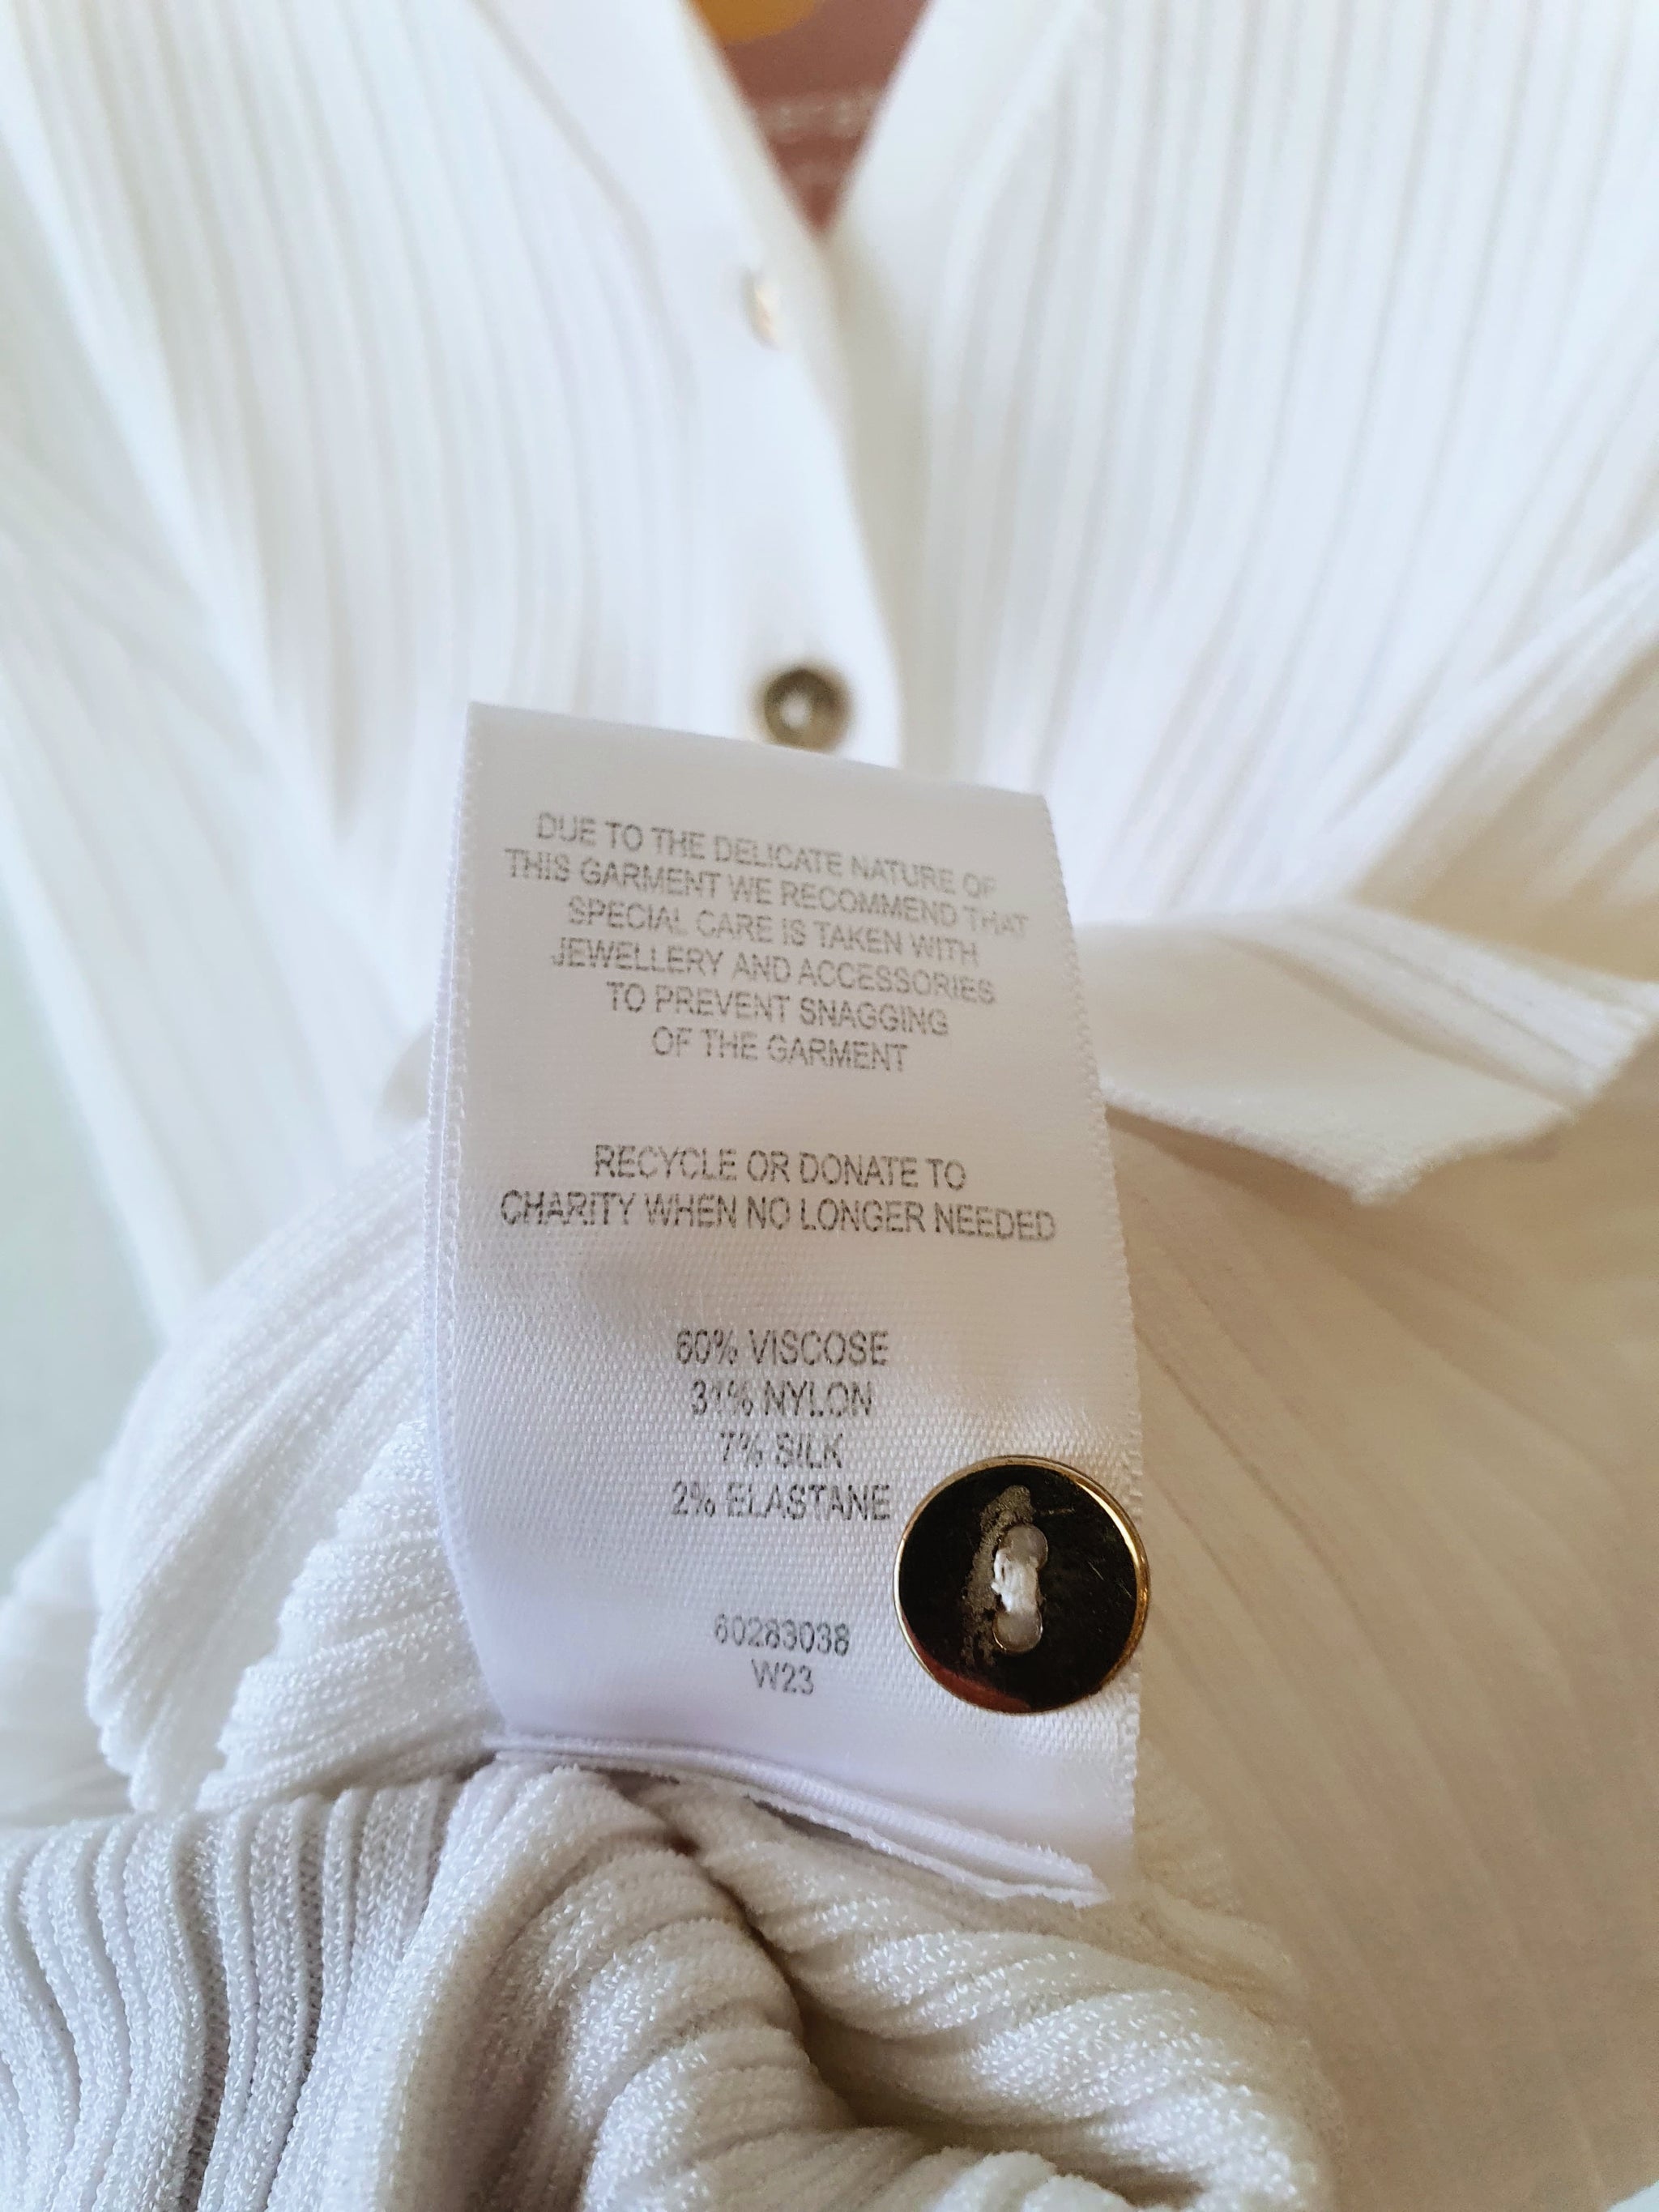 DUE TO THE DELICATE NATURE OF
THIS GARMENT WE RECOMMEND THAT
SPECIAL CARE IS TAKEN WITH
JEWELLERY AND ACCESSORIES
TO PREVENT SNAGGING
OF THE GARMENT
RECYCLE OR DONATE TO
CHARITY WHEN NO LONGER NEEDED
60% VISCOSE
31% NYLON
7% SILK
2% ELASTANE
60283038
W23